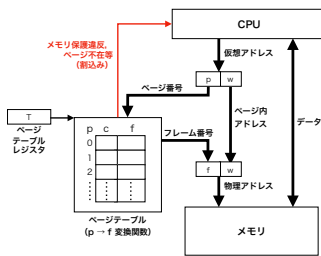 CPU
メモリ保護違反,
ページ不在等
(割込み)
仮想アドレス
p w
ページ番号
ページ内
アドレス
データ
T
ページ
テーブル
レジスタ
p c f
0
1
2
フレーム番号
f w
物理アドレス
ページテーブル
(p → f 変換関数)
メモリ